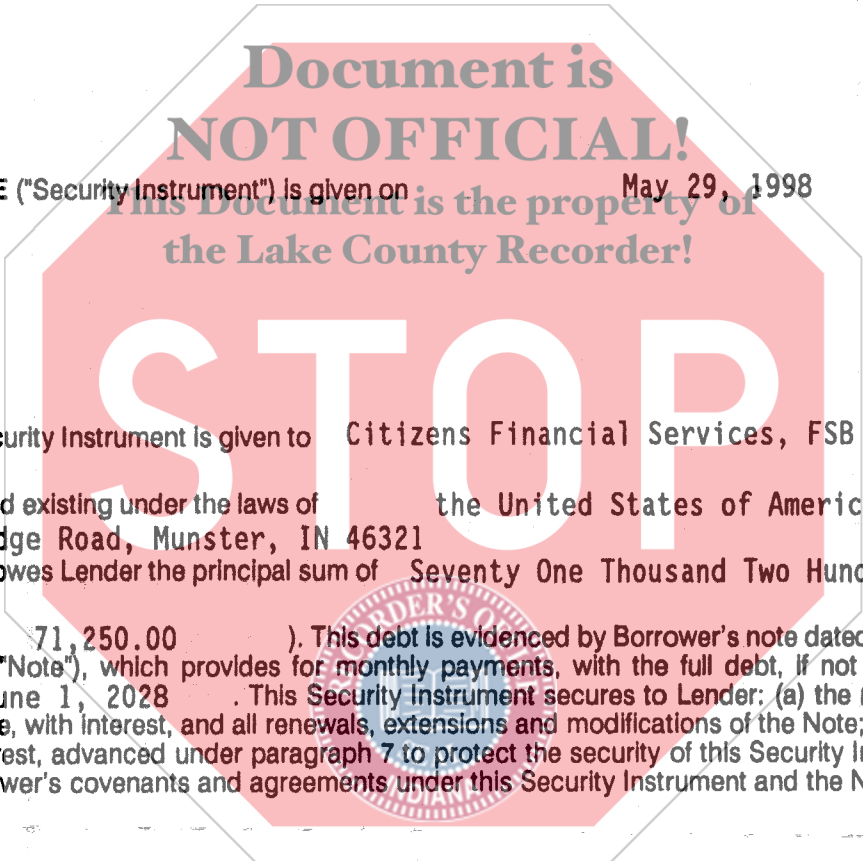 Document is
NOT OFFICIAL!
E ("Security Instrument") is given on May 29, 1998
This Document is the property of
the Lake County Recorder!
STOP
curity Instrument is given to Citizens Financial Services, FSB
d existing under the laws of the United States of Americ
dge Road, Munster, IN 46321
owes Lender the principal sum of Seventy One Thousand Two Hund
71,250.00 ). This debt is evidenced by Borrower's note dated
"Note"), which provides for monthly payments, with the full debt, if not
une 1, 2028 . This Security Instrument secures to Lender: (a) the
e, with interest, and all renewals, extensions and modifications of the Note;
est, advanced under paragraph 7 to protect the security of this Security I
wer's covenants and agreements under this Security Instrument and the N
RECORDER'S OF
INDIANA